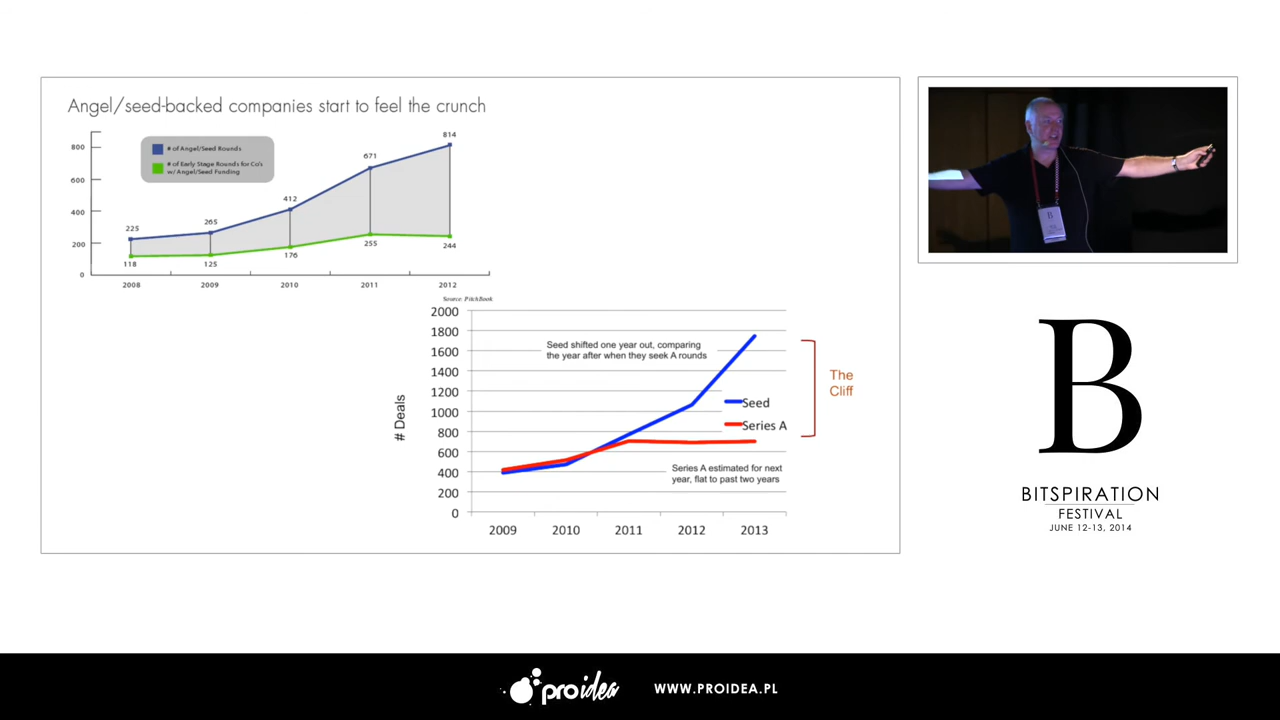 Angel/seed-backed companies start to feel the crunch
# of Angel/Seed Rounds
# of Early Stage Rounds for Co's
w/ Angel/Seed Funding
800
600
400
200
0
225
265
412
671
814
118
125
176
255
244
2008 2009 2010 2011 2012
Source: PitchBook
# Deals
2000
1800
1600
1400
1200
1000
800
600
400
200
0
Seed shifted one year out, comparing
the year after when they seek A rounds
Seed
Series A
Series A estimated for next
year, flat to past two years
2009 2010 2011 2012 2013
The
Cliff
B
B
BITSPIRATION
FESTIVAL
JUNE 12-13, 2014
proidea
WWW.PROIDEA.PL